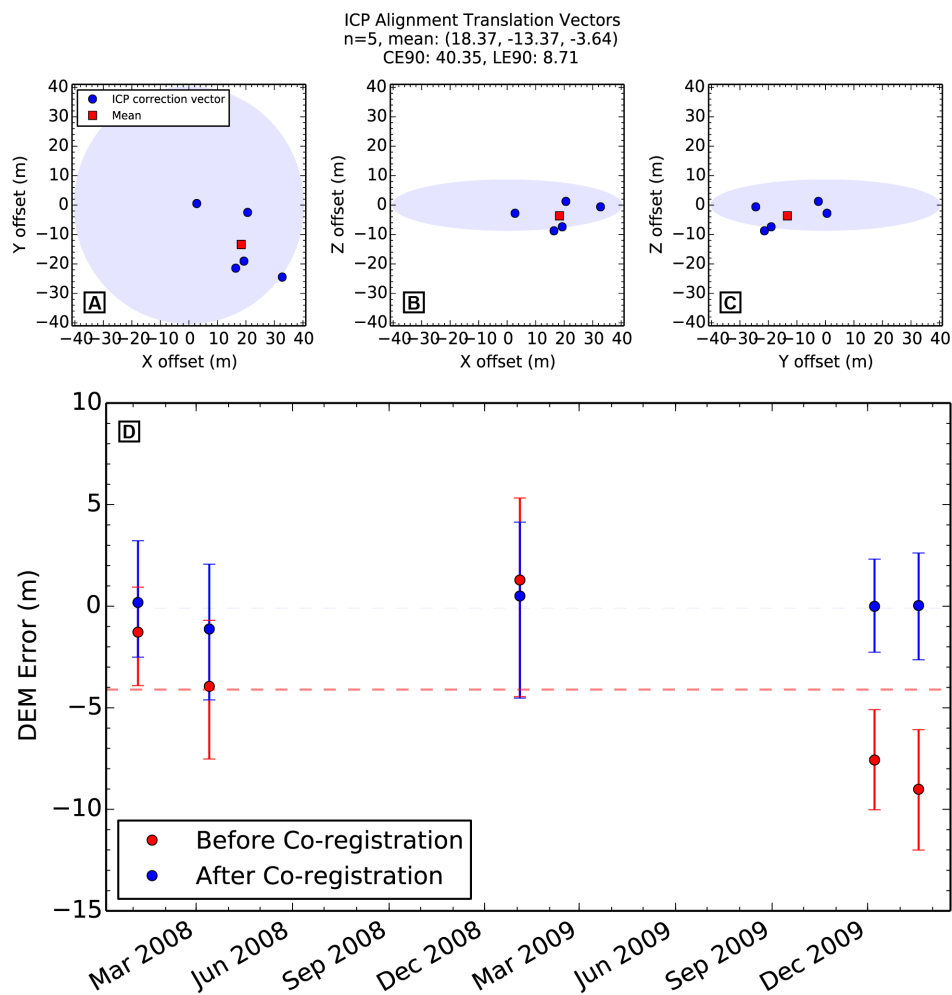 ICP Alignment Translation Vectors
n=5, mean: (18.37, -13.37, -3.64)
CE90: 40.35, LE90: 8.71
40
30
20
10
0
−10
−20
−30
−40
Y offset (m)
ICP correction vector
Mean
A
−40−30−20−10 0 10 20 30 40
X offset (m)
40
30
20
10
0
−10
−20
−30
−40
Z offset (m)
B
−40−30−20−10 0 10 20 30 40
X offset (m)
40
30
20
10
0
−10
−20
−30
−40
Z offset (m)
C
−40−30−20−10 0 10 20 30 40
Y offset (m)
D
10
5
0
−5
−10
−15
DEM Error (m)
Before Co-registration
After Co-registration
Mar 2008
Jun 2008
Sep 2008
Dec 2008
Mar 2009
Jun 2009
Sep 2009
Dec 2009